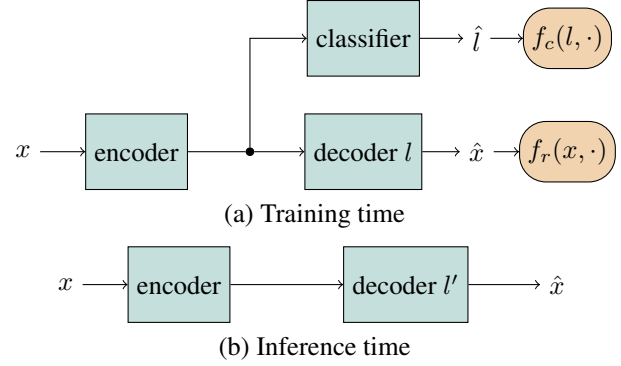 classifier
l̂
f_c(l, ·)
x
encoder
decoder l
x̂
f_r(x, ·)
(a) Training time
x
encoder
decoder l′
x̂
(b) Inference time